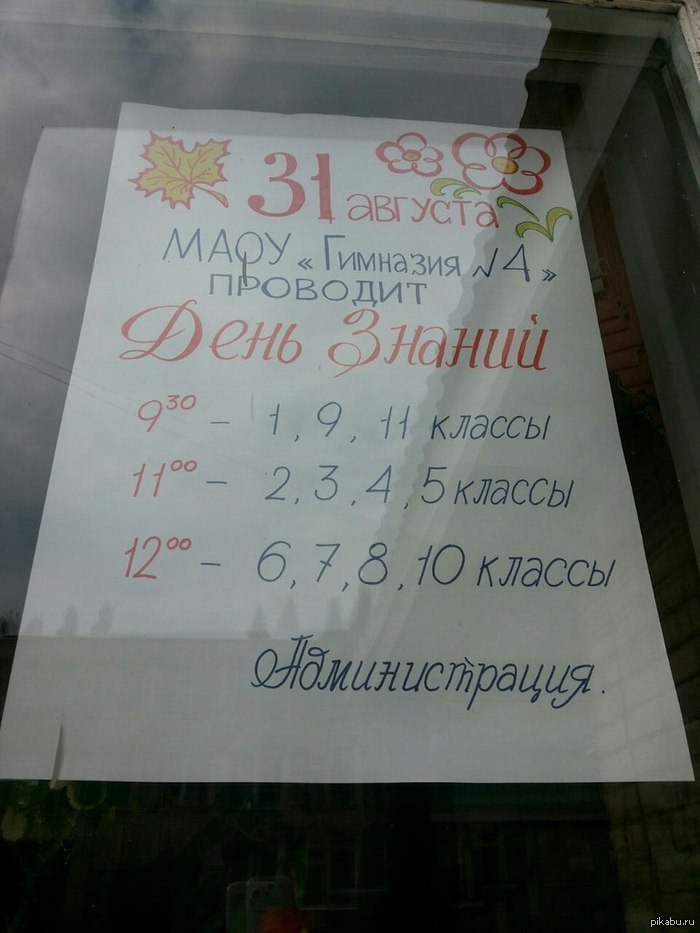 31 августа
МАОУ «Гимназия №4»
ПРОВОДИТ
День Знаний
9³⁰ – 1, 9, 11 классы
11⁰⁰ – 2, 3, 4, 5 классы
12⁰⁰ – 6, 7, 8, 10 классы
Администрация.
pikabu.ru